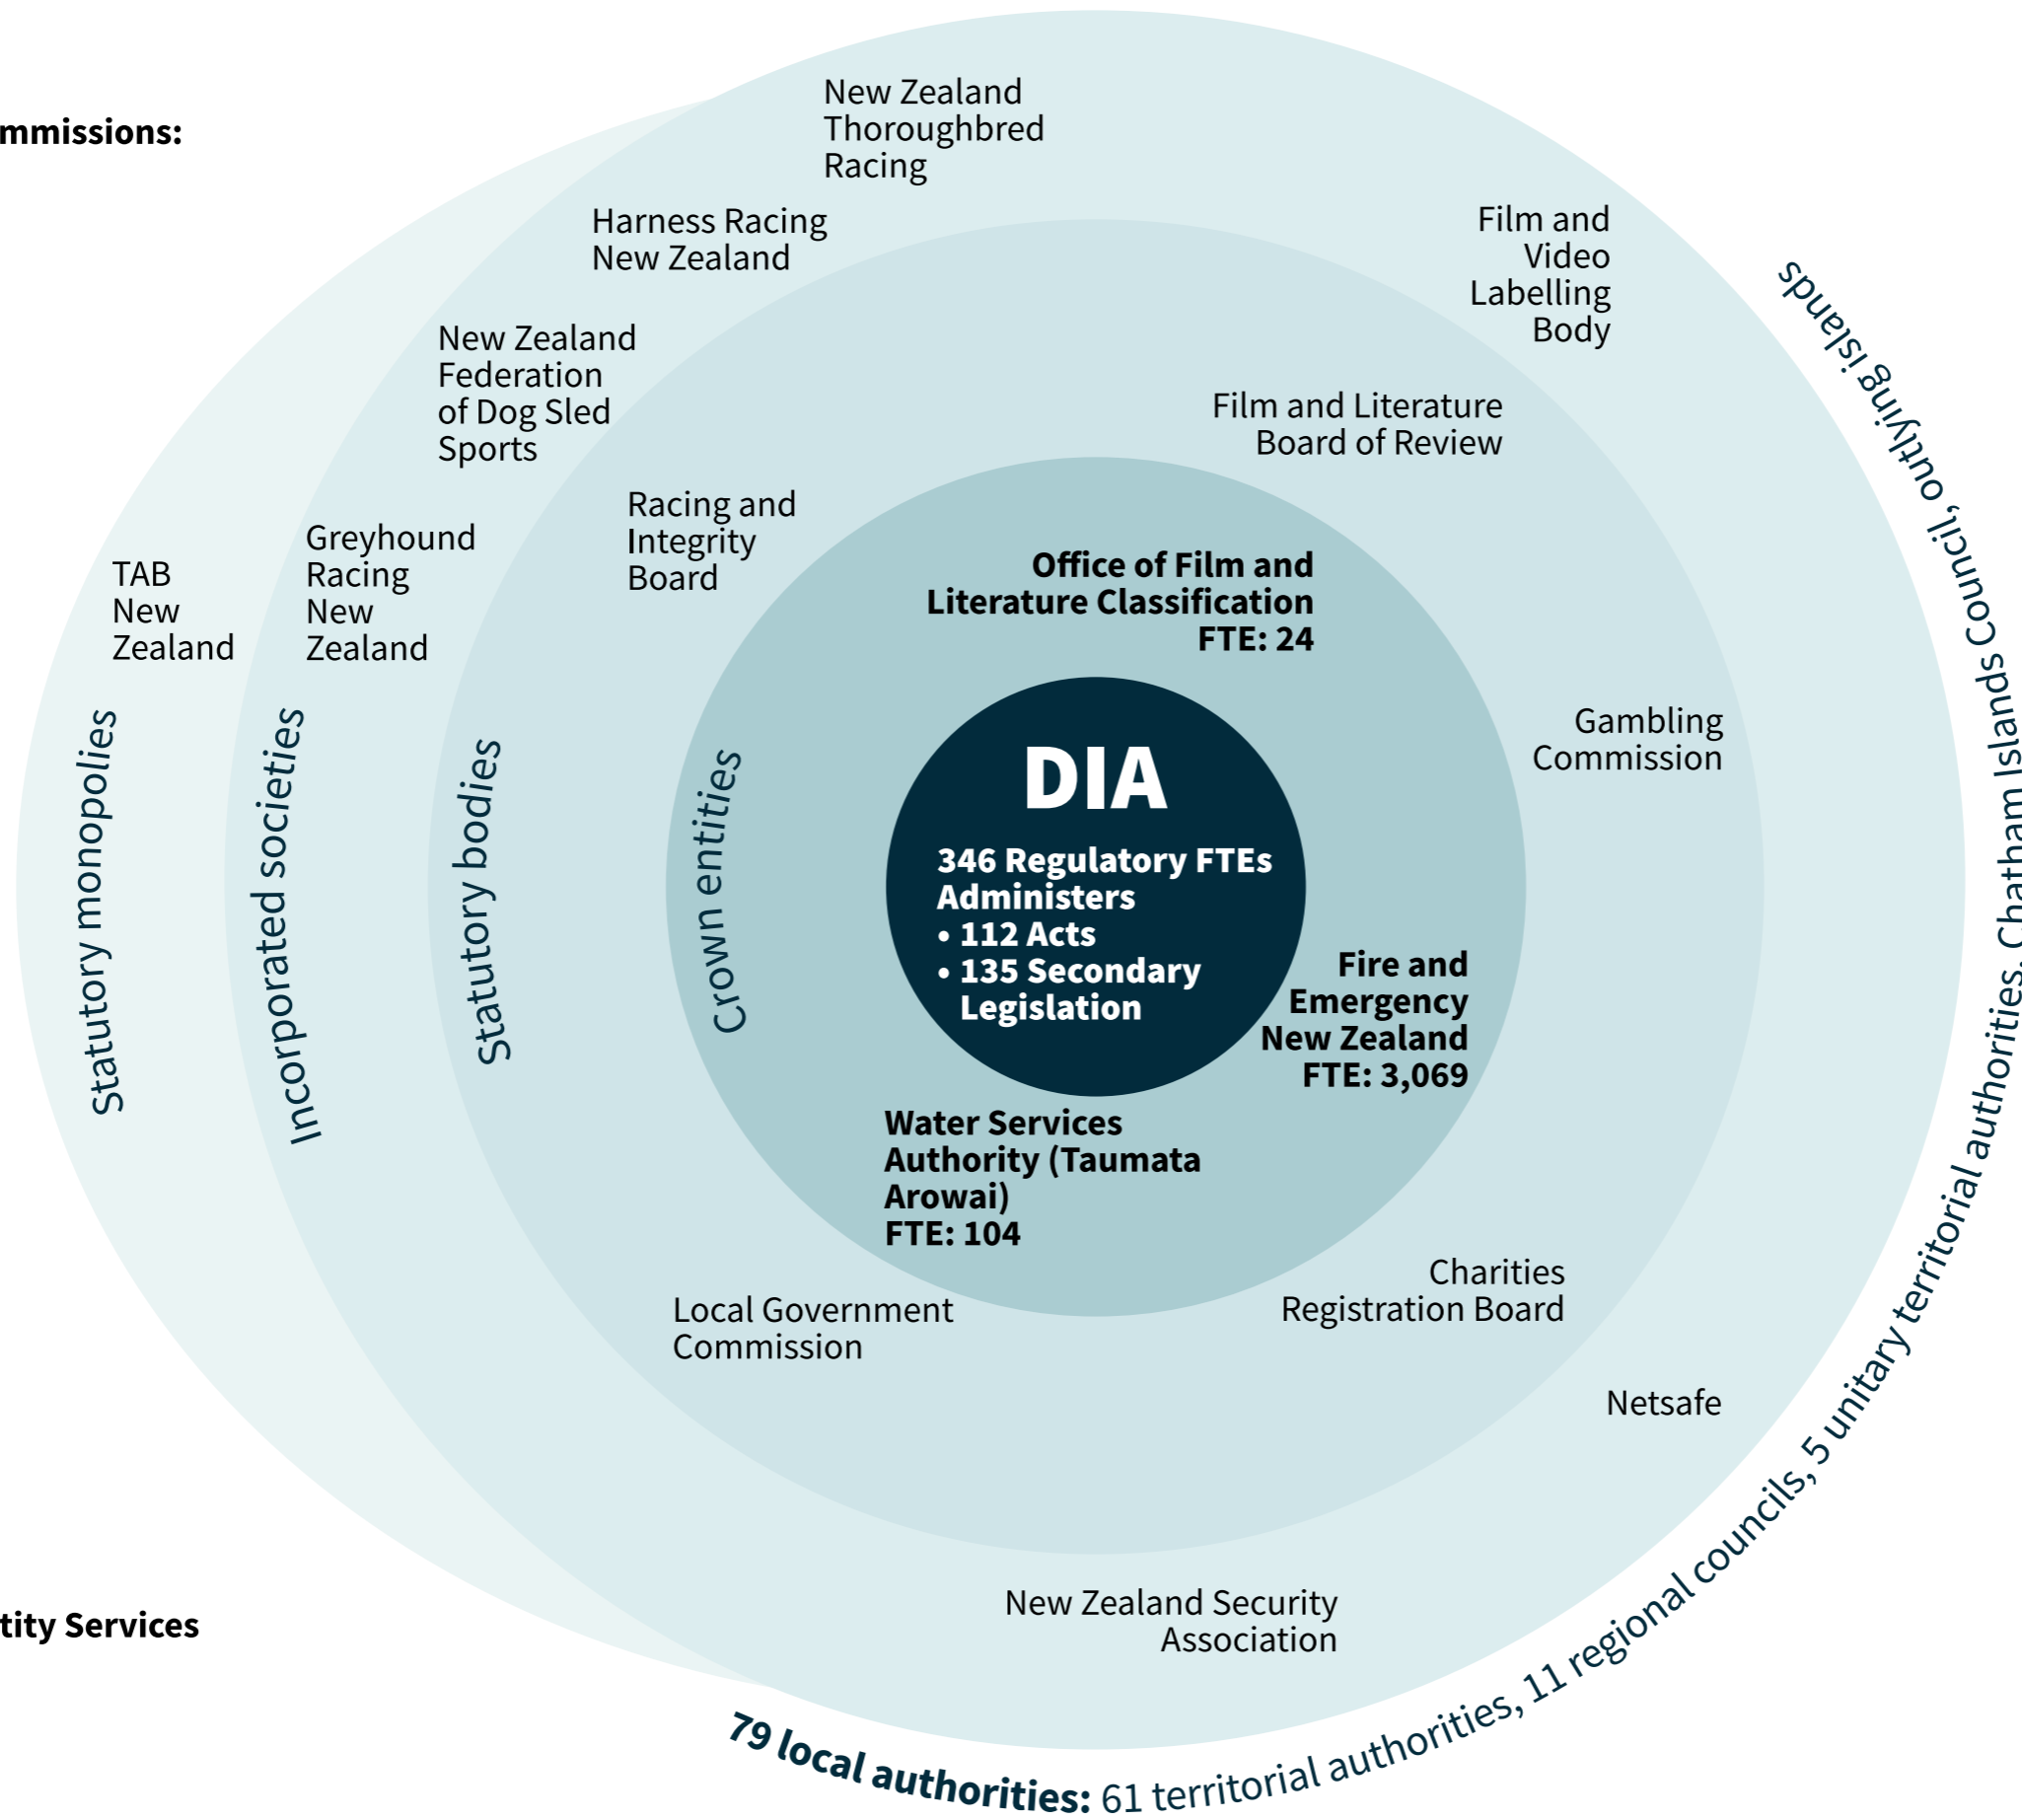 mmissions:
New Zealand
Thoroughbred
Racing
Harness Racing
New Zealand
Film and
Video
Labelling
Body
New Zealand
Federation
of Dog Sled
Sports
Film and Literature
Board of Review
Racing and
Integrity
Board
Greyhound
Racing
New
Zealand
TAB
New
Zealand
Office of Film and
Literature Classification
FTE: 24
Gambling
Commission
Statutory monopolies
Incorporated societies
Statutory bodies
Crown entities
DIA
346 Regulatory FTEs
Administers
• 112 Acts
• 135 Secondary
Legislation
Fire and
Emergency
New Zealand
FTE: 3,069
Water Services
Authority (Taumata
Arowai)
FTE: 104
Local Government
Commission
Charities
Registration Board
Netsafe
New Zealand Security
Association
tity Services
79 local authorities: 61 territorial authorities, 11 regional councils, 5 unitary territorial authorities, Chatham Islands Council, outlying islands